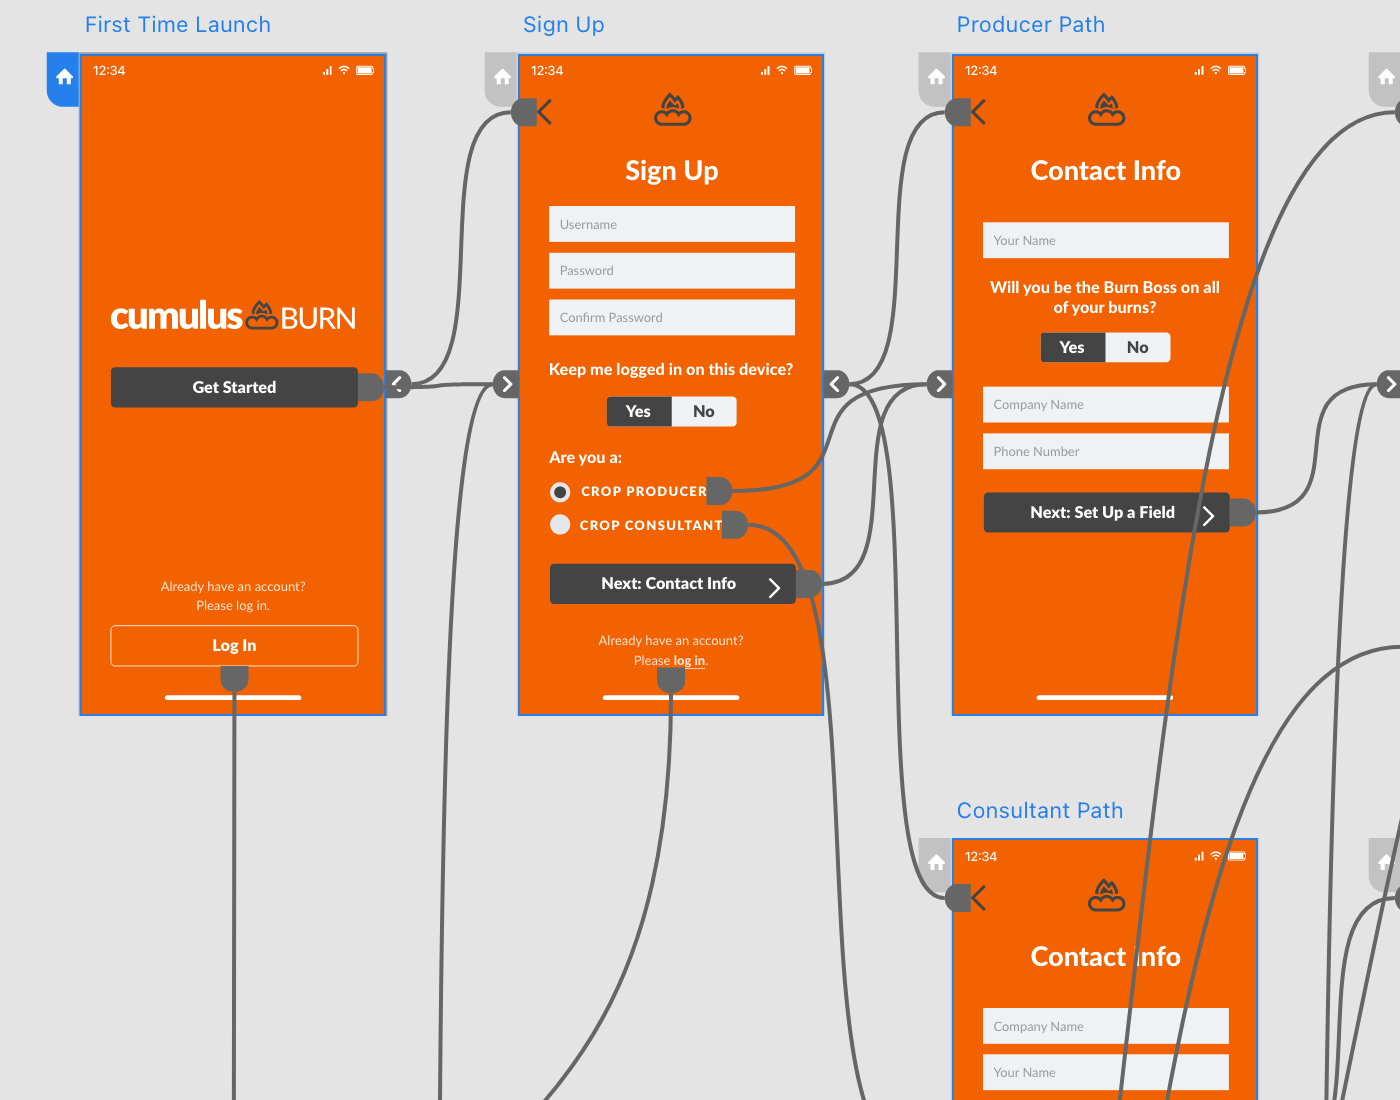 First Time Launch
12:34
cumulus BURN
Get Started
Already have an account?
Please log in.
Log In
Sign Up
12:34
Sign Up
Username
Password
Confirm Password
Keep me logged in on this device?
Yes No
Are you a:
CROP PRODUCER
CROP CONSULTANT
Next: Contact Info
Already have an account?
Please log in.
Producer Path
12:34
Contact Info
Your Name
Will you be the Burn Boss on all
of your burns?
Yes No
Company Name
Phone Number
Next: Set Up a Field
Consultant Path
12:34
Contact Info
Company Name
Your Name